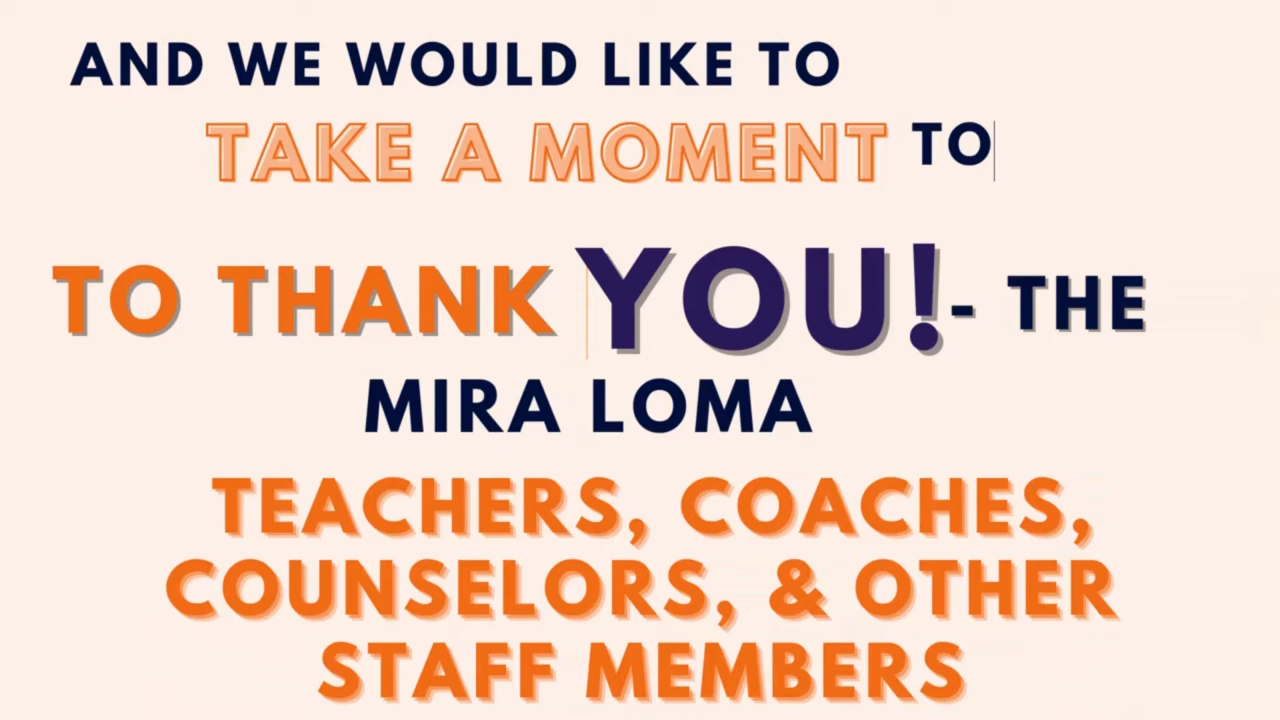 AND WE WOULD LIKE TO
TAKE A MOMENT TO
TO THANK YOU!- THE
MIRA LOMA
TEACHERS, COACHES,
COUNSELORS, & OTHER
STAFF MEMBERS